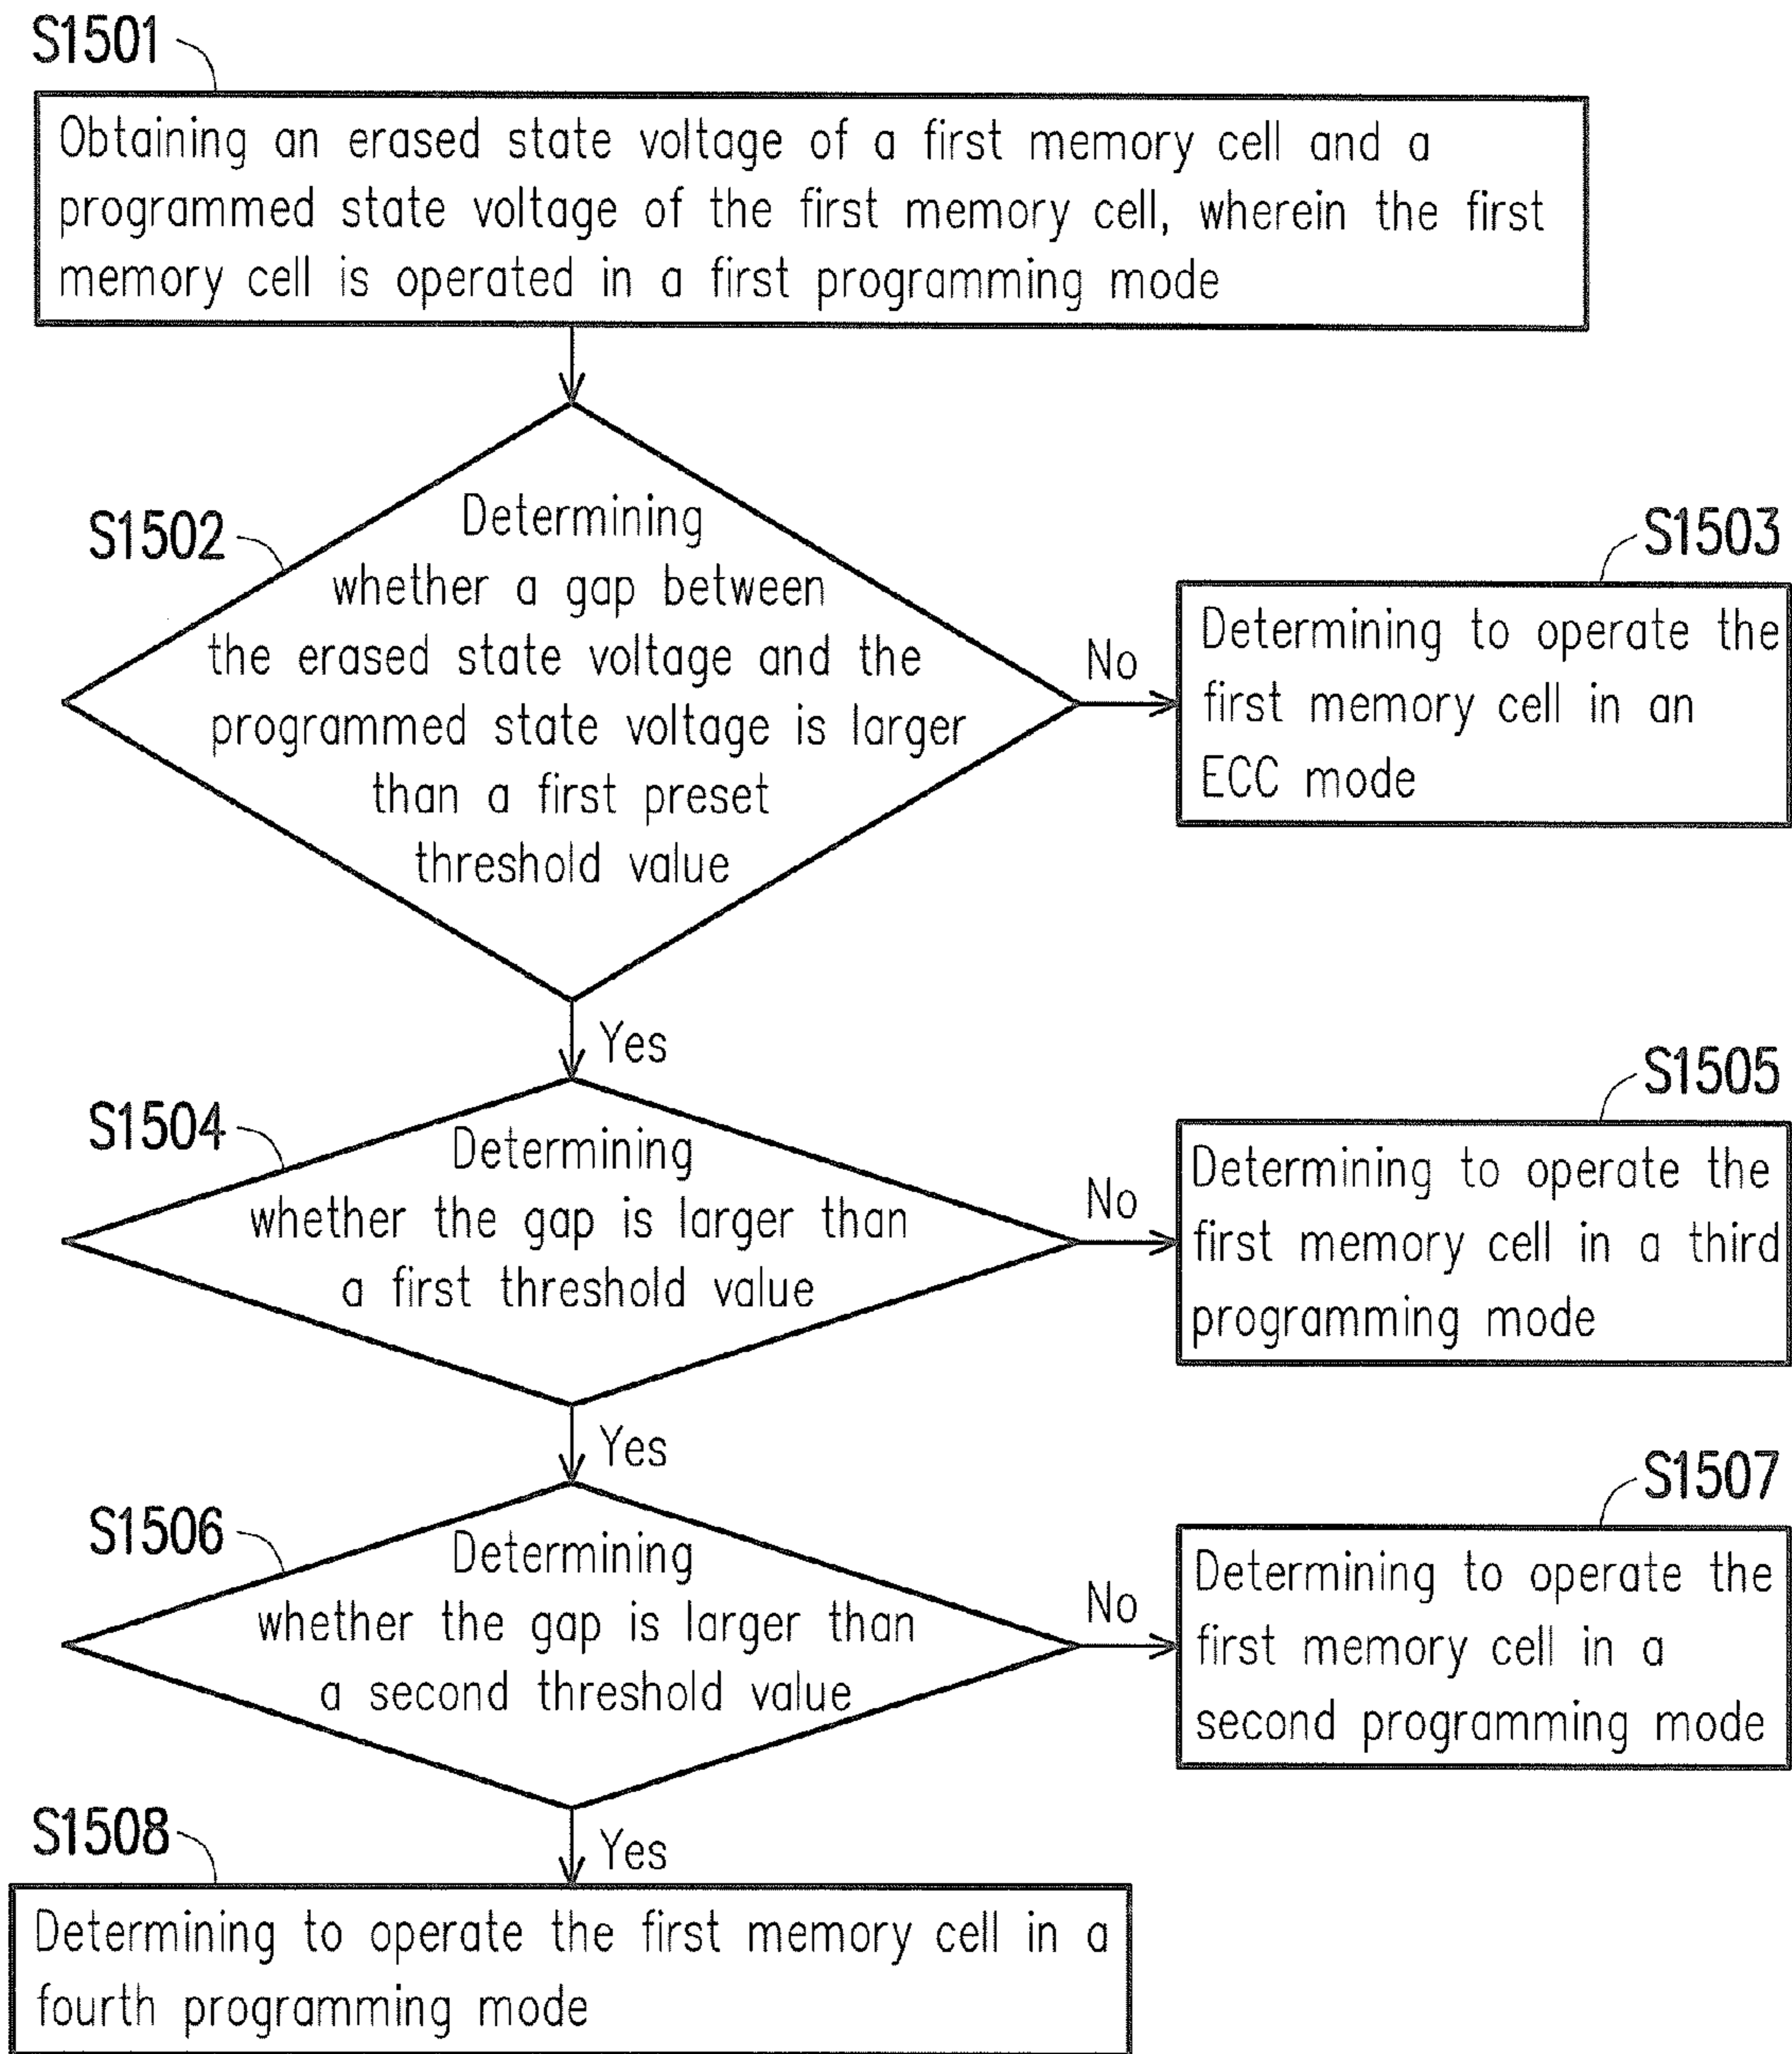 S1501
Obtaining an erased state voltage of a first memory cell and a
programmed state voltage of the first memory cell, wherein the first
memory cell is operated in a first programming mode
S1502
Determining
whether a gap between
the erased state voltage and the
programmed state voltage is larger
than a first preset
threshold value
No
S1503
Determining to operate the
first memory cell in an
ECC mode
Yes
S1504
Determining
whether the gap is larger than
a first threshold value
No
S1505
Determining to operate the
first memory cell in a third
programming mode
Yes
S1506
Determining
whether the gap is larger than
a second threshold value
No
S1507
Determining to operate the
first memory cell in a
second programming mode
Yes
S1508
Determining to operate the first memory cell in a
fourth programming mode